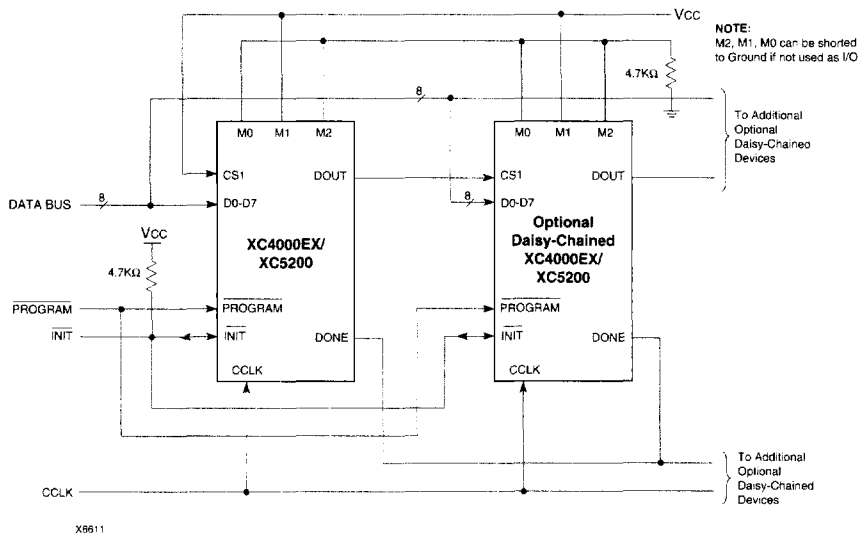 VCC
NOTE:
M2, M1, M0 can be shorted
to Ground if not used as I/O
4.7KΩ
8
M0 M1 M2
M0 M1 M2
To Additional
Optional
Daisy-Chained
Devices
CS1 DOUT
CS1 DOUT
DATA BUS 8
D0-D7
8 D0-D7
VCC
4.7KΩ
XC4000EX/
XC5200
Optional
Daisy-Chained
XC4000EX/
XC5200
PROGRAM
PROGRAM
PROGRAM
INIT
INIT DONE
INIT DONE
CCLK
CCLK
To Additional
Optional
Daisy-Chained
Devices
CCLK
X6611